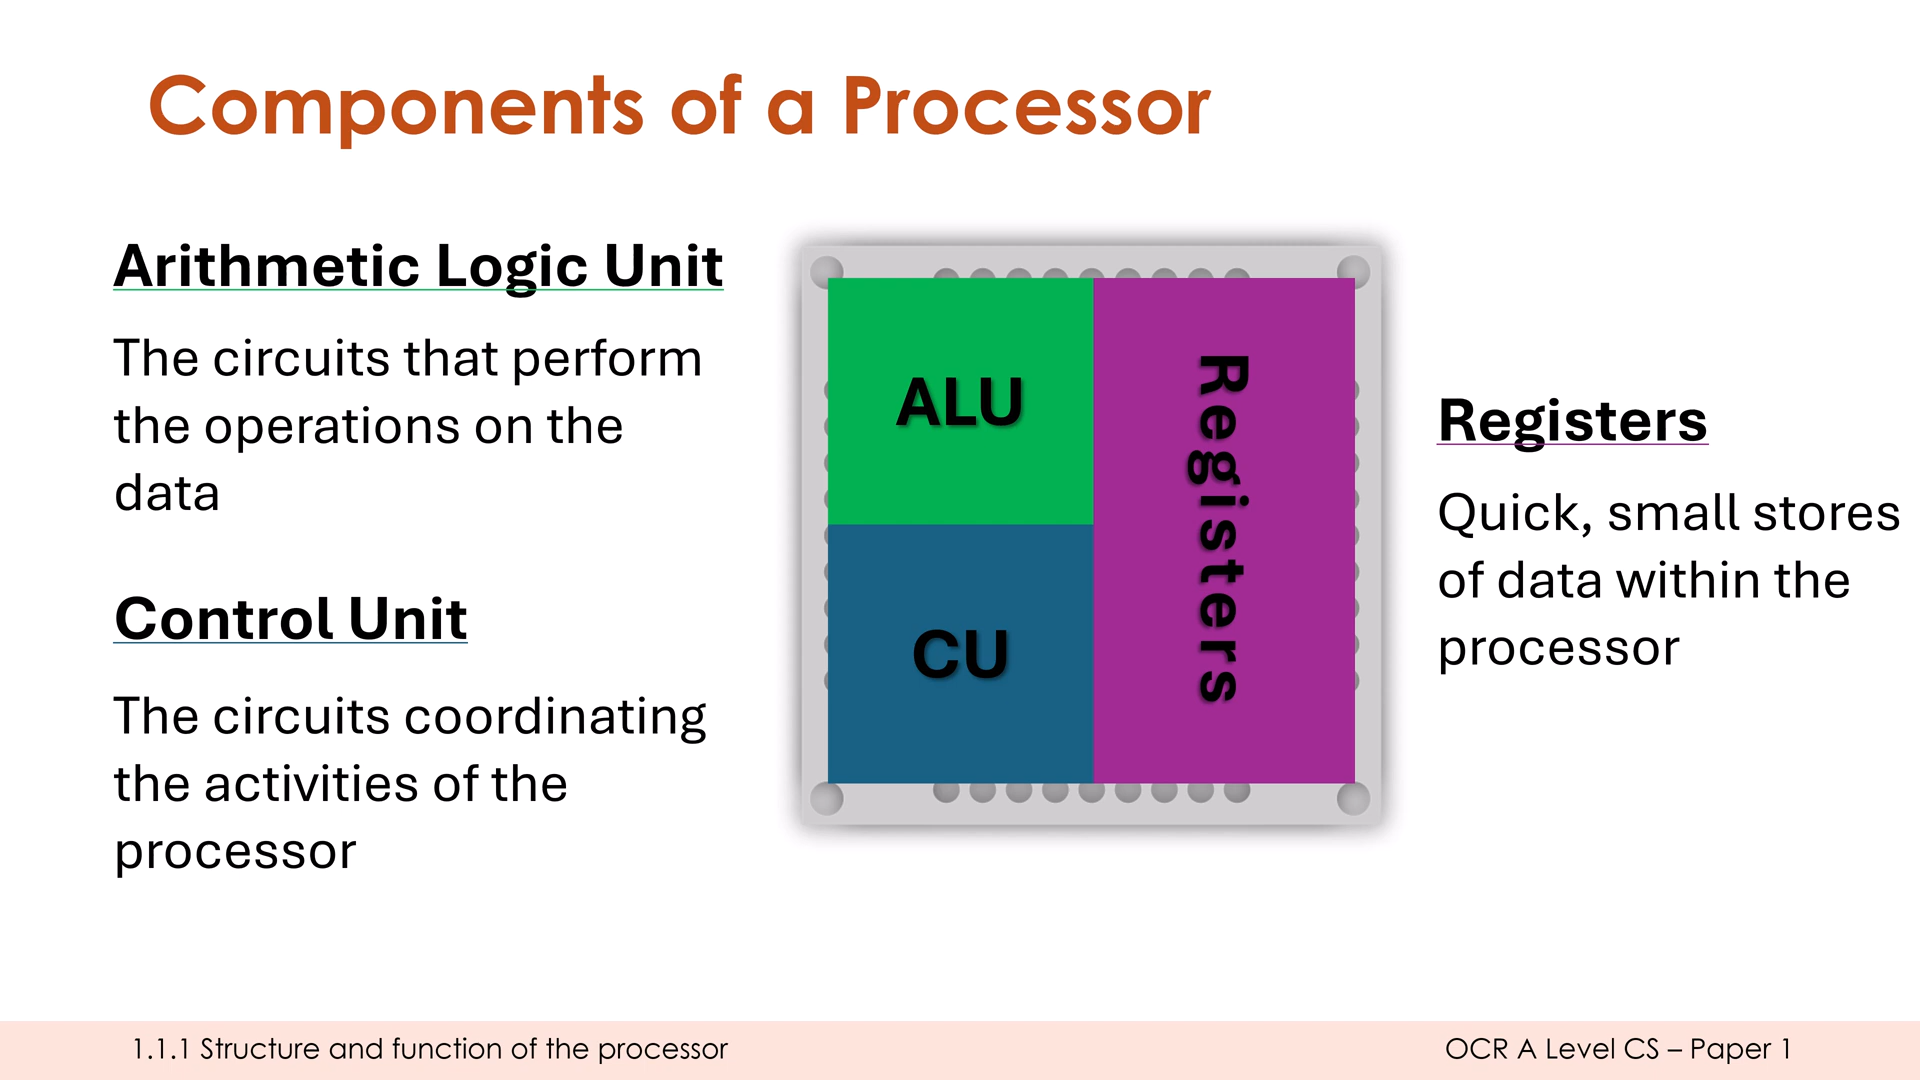 Components of a Processor
Arithmetic Logic Unit
The circuits that perform
the operations on the
data
Control Unit
The circuits coordinating
the activities of the
processor
ALU
CU
Registers
Registers
Quick, small stores
of data within the
processor
1.1.1 Structure and function of the processor
OCR A Level CS – Paper 1